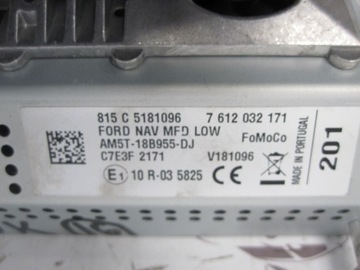 815 C 5181096 7 612 032 171
FORD NAV MFD LOW
AM5T-18B955-DJ FoMoCo
C7E3F 2171 V181096
E1 10 R-03 5825 CE
MADE IN PORTUGAL
201